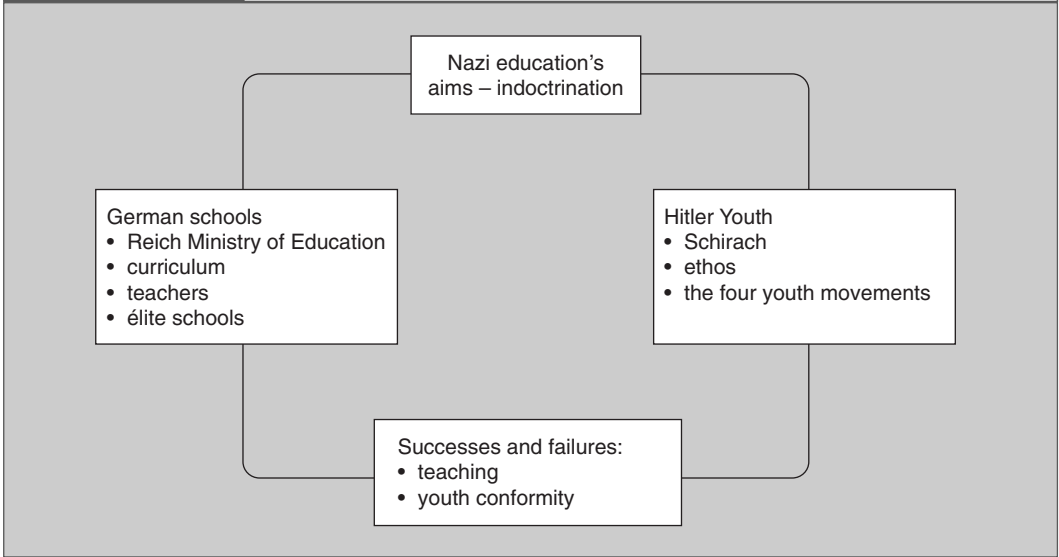 Nazi education's
aims – indoctrination
German schools
• Reich Ministry of Education
• curriculum
• teachers
• élite schools
Hitler Youth
• Schirach
• ethos
• the four youth movements
Successes and failures:
• teaching
• youth conformity